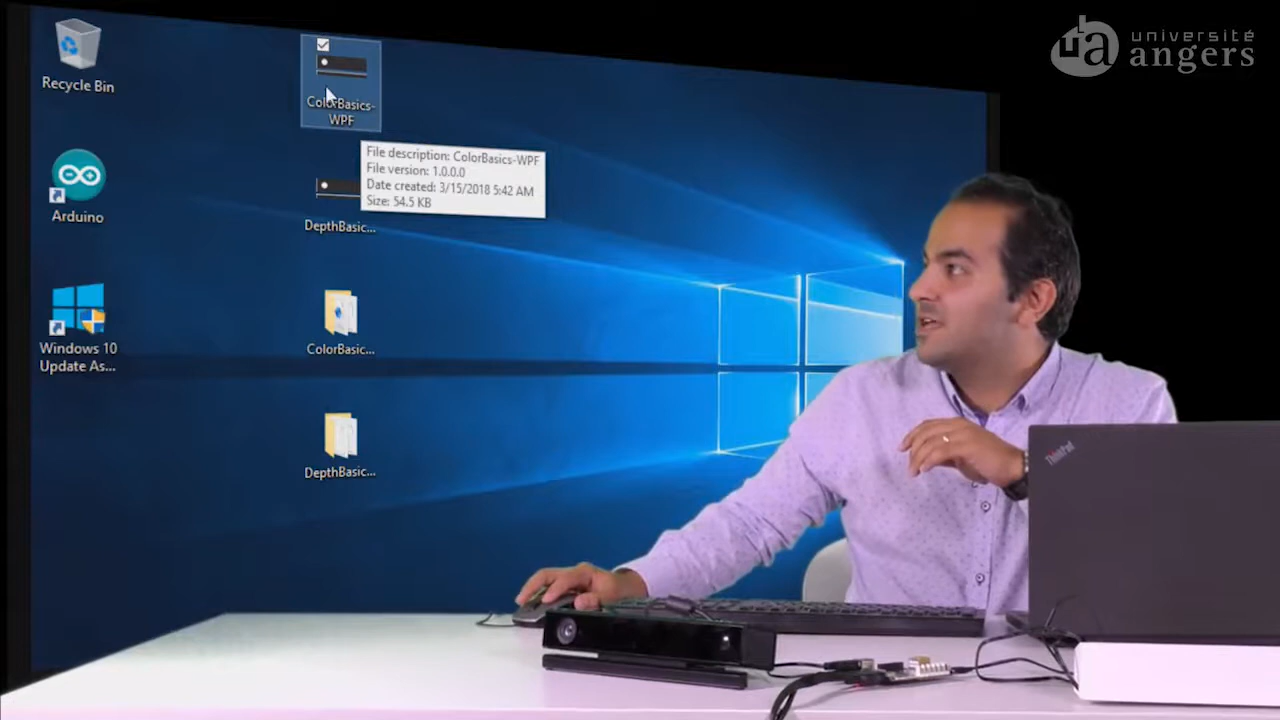 université
angers
Recycle Bin
ColorBasics-
WPF
File description: ColorBasics-WPF
File version: 1.0.0.0
Date created: 3/15/2018 5:42 AM
Size: 54.5 KB
Arduino
DepthBasic...
Windows 10
Update As...
ColorBasic...
DepthBasic...
ThinkPad